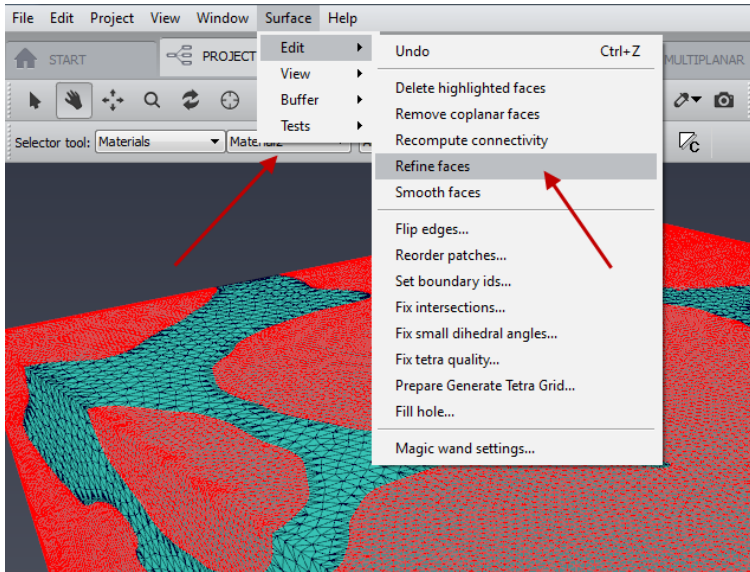 File Edit Project View Window Surface Help
START
PROJECT
MULTIPLANAR
Edit
View
Buffer
Tests
Selector tool: Materials
Undo Ctrl+Z
Delete highlighted faces
Remove coplanar faces
Recompute connectivity
Refine faces
Smooth faces
Flip edges...
Reorder patches...
Set boundary ids...
Fix intersections...
Fix small dihedral angles...
Fix tetra quality...
Prepare Generate Tetra Grid...
Fill hole...
Magic wand settings...
C